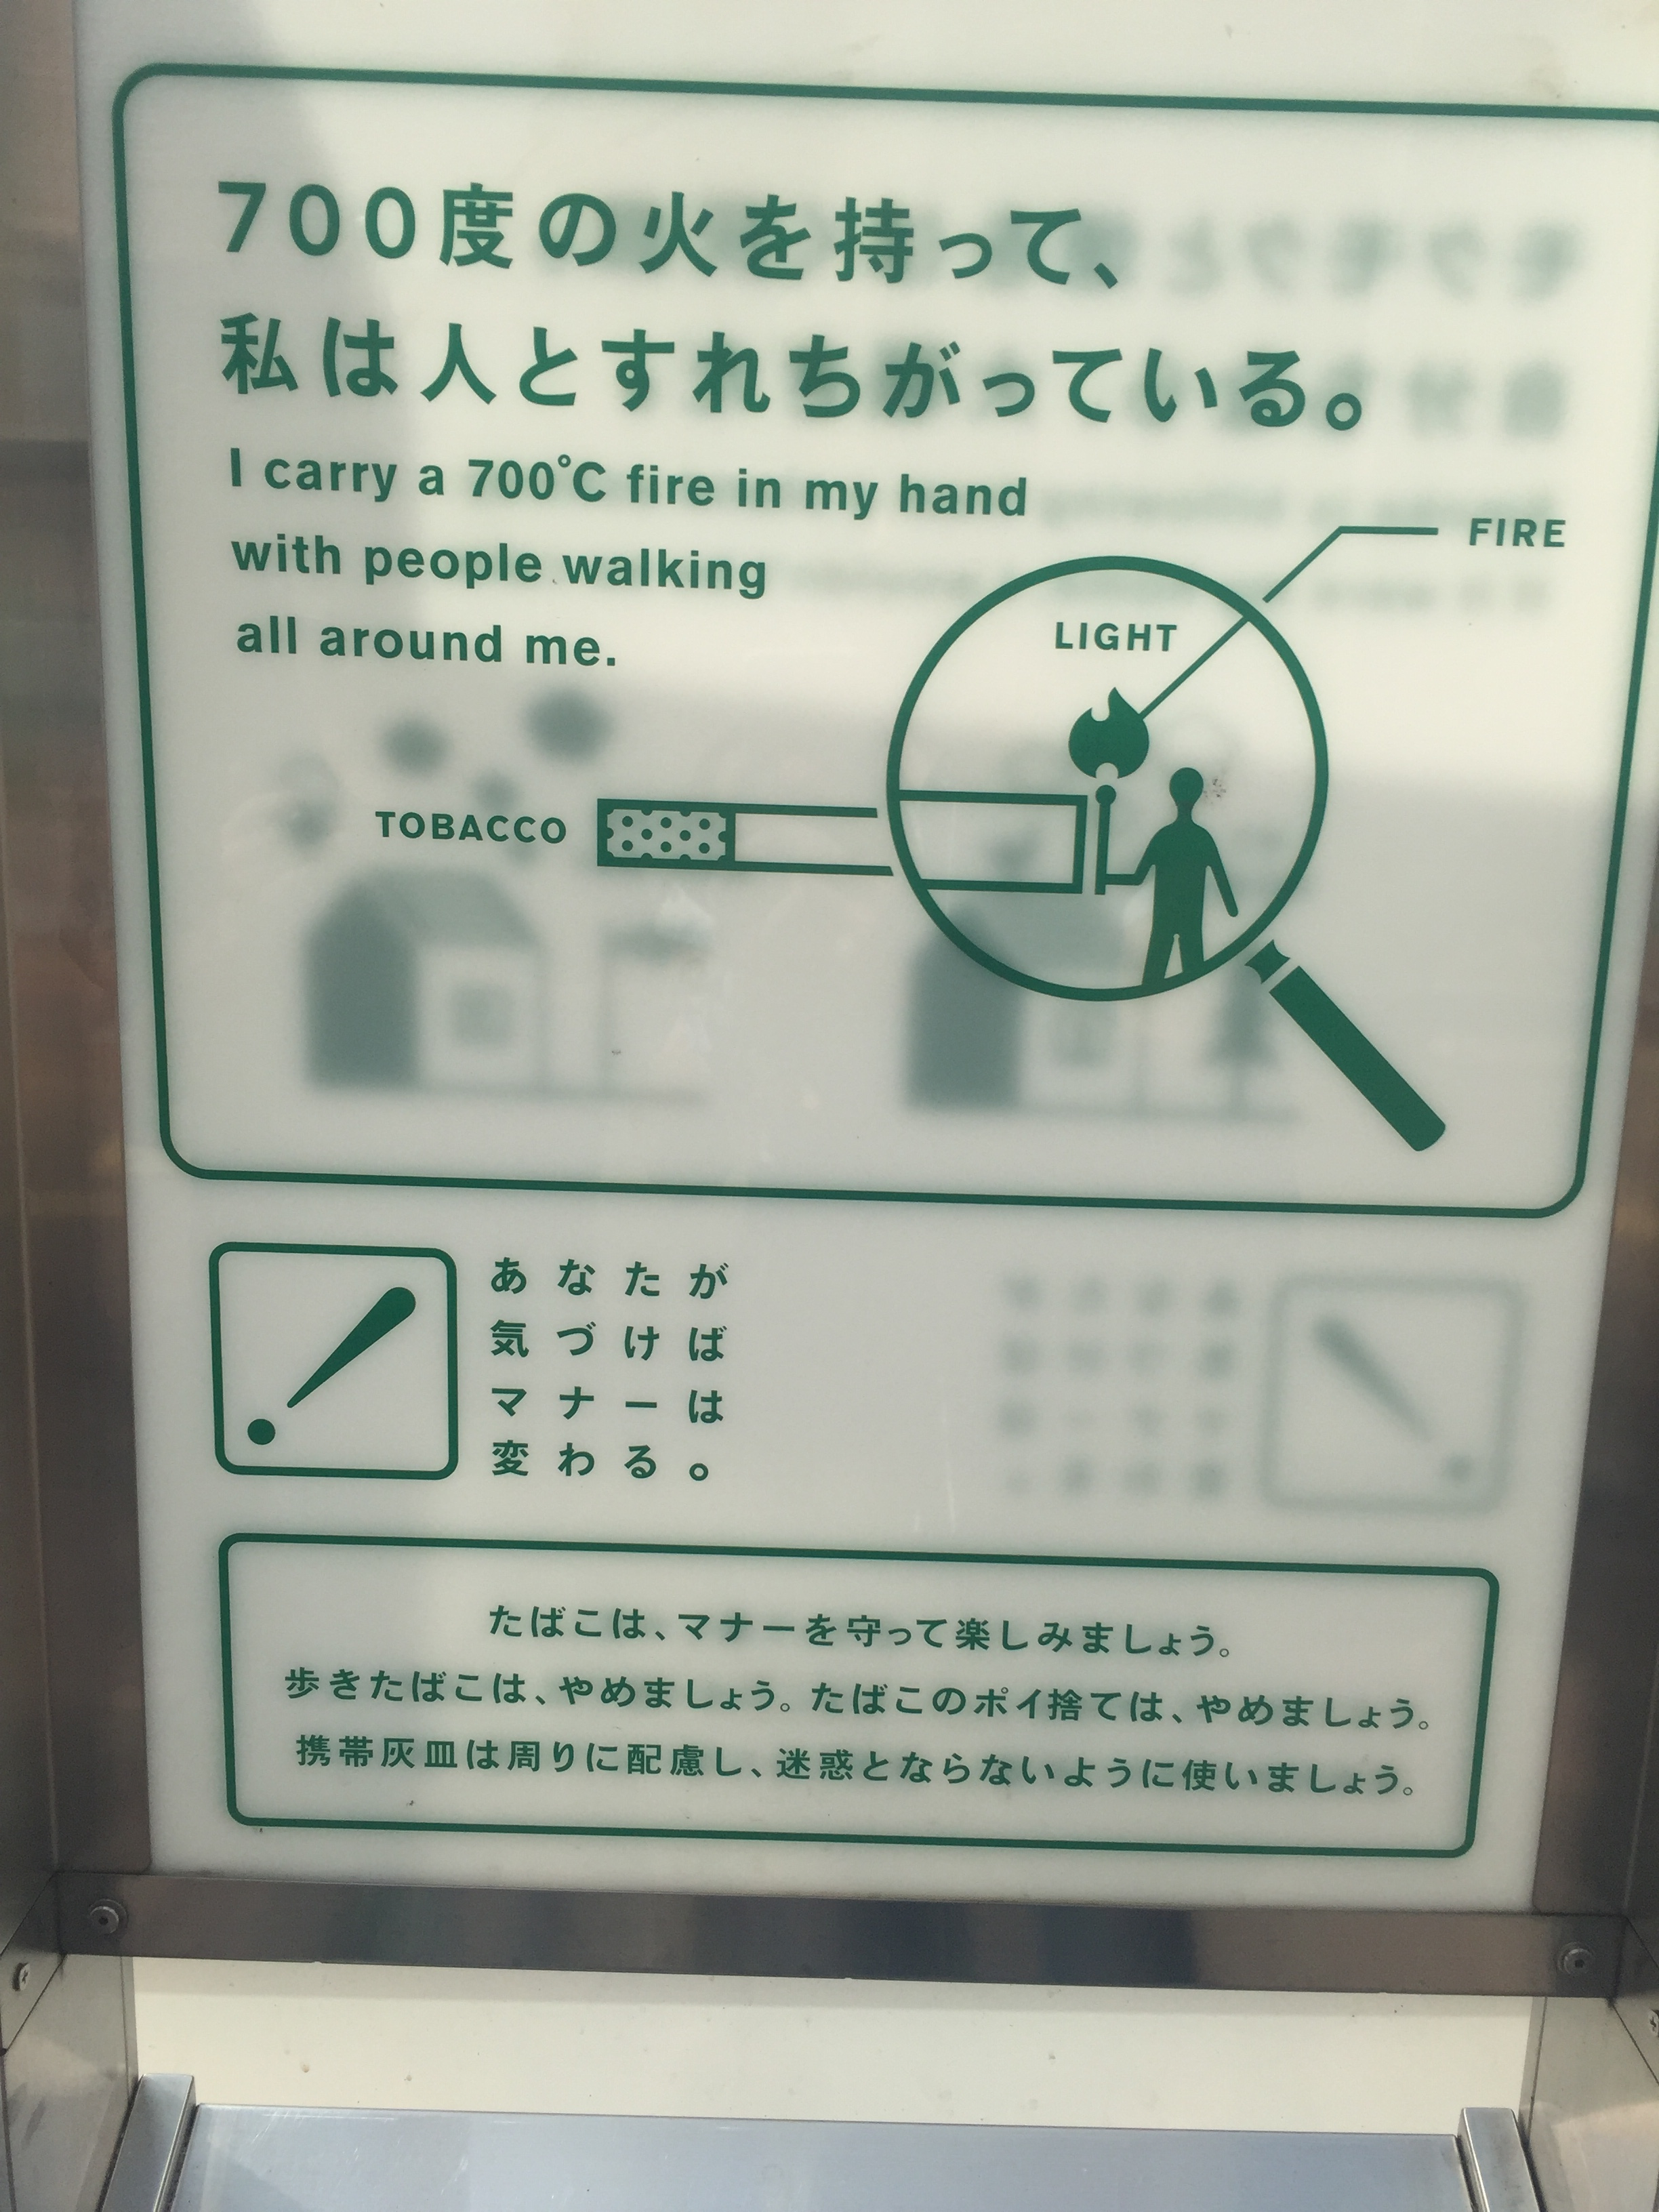 700度の火を持って、
私は人とすれちがっている。
I carry a 700°C fire in my hand
with people walking
all around me.
FIRE
LIGHT
TOBACCO
あなたが
気づけば
マナーは
変わる。
たばこは、マナーを守って楽しみましょう。
歩きたばこは、やめましょう。たばこのポイ捨ては、やめましょう。
携帯灰皿は周りに配慮し、迷惑とならないように使いましょう。